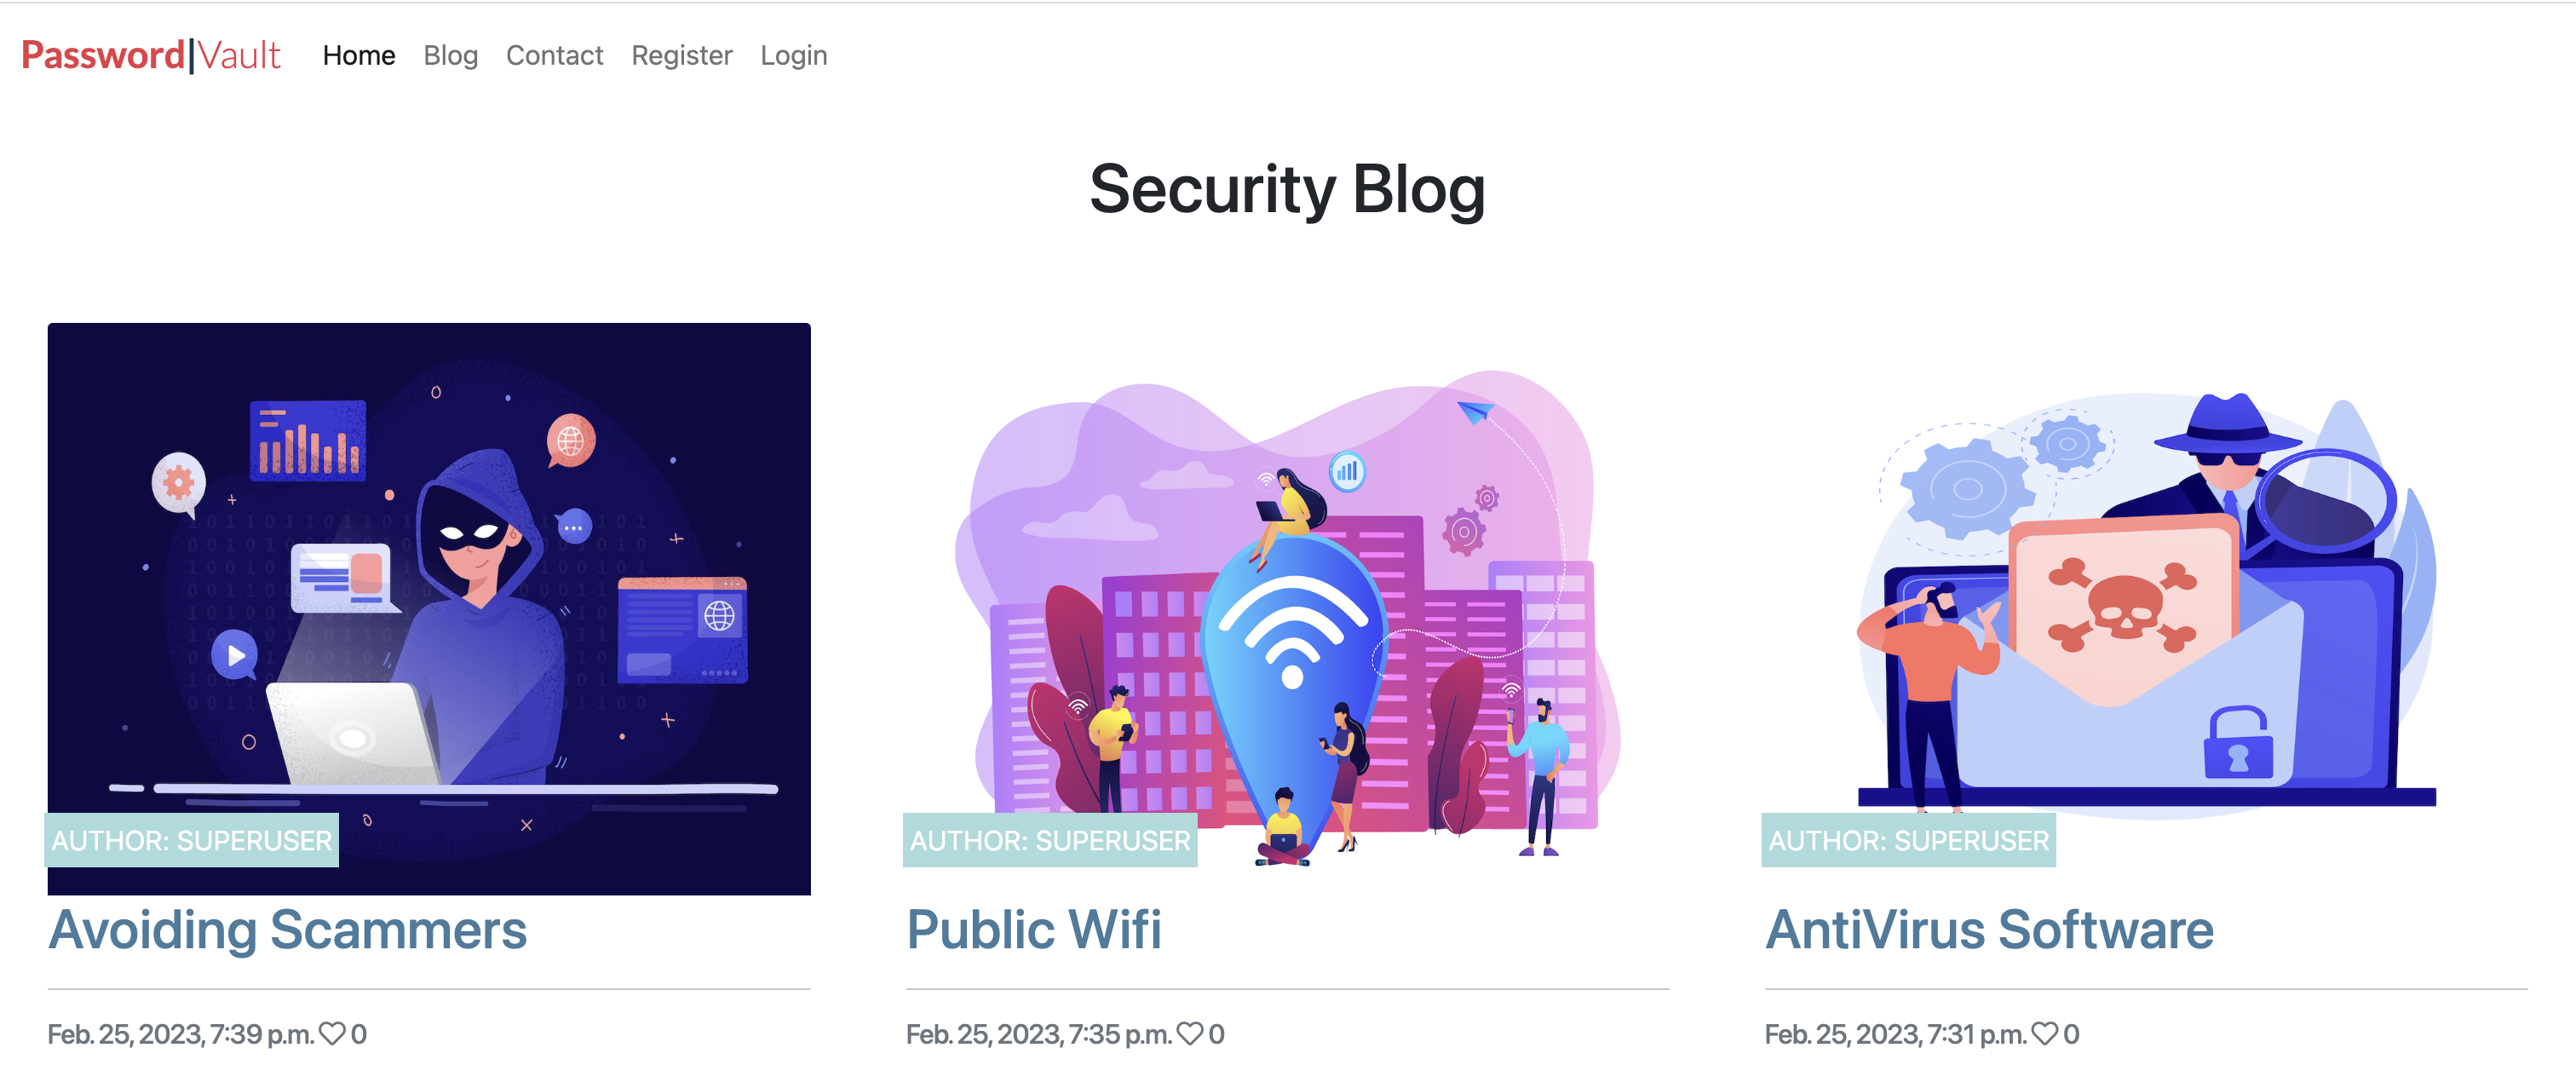 Password|Vault Home Blog Contact Register Login
Security Blog
AUTHOR: SUPERUSER
Avoiding Scammers
Feb. 25, 2023, 7:39 p.m. 0
AUTHOR: SUPERUSER
Public Wifi
Feb. 25, 2023, 7:35 p.m. 0
AUTHOR: SUPERUSER
AntiVirus Software
Feb. 25, 2023, 7:31 p.m. 0